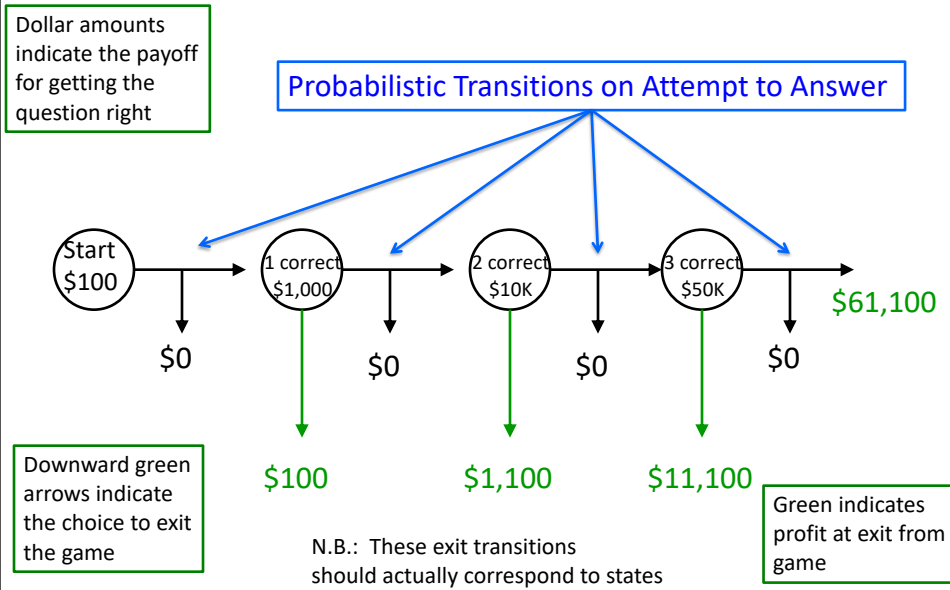 Dollar amounts
indicate the payoff
for getting the
question right
Probabilistic Transitions on Attempt to Answer
Start
$100
1 correct
$1,000
2 correct
$10K
3 correct
$50K
$61,100
$0
$0
$0
$0
$100
$1,100
$11,100
Downward green
arrows indicate
the choice to exit
the game
N.B.: These exit transitions
should actually correspond to states
Green indicates
profit at exit from
game